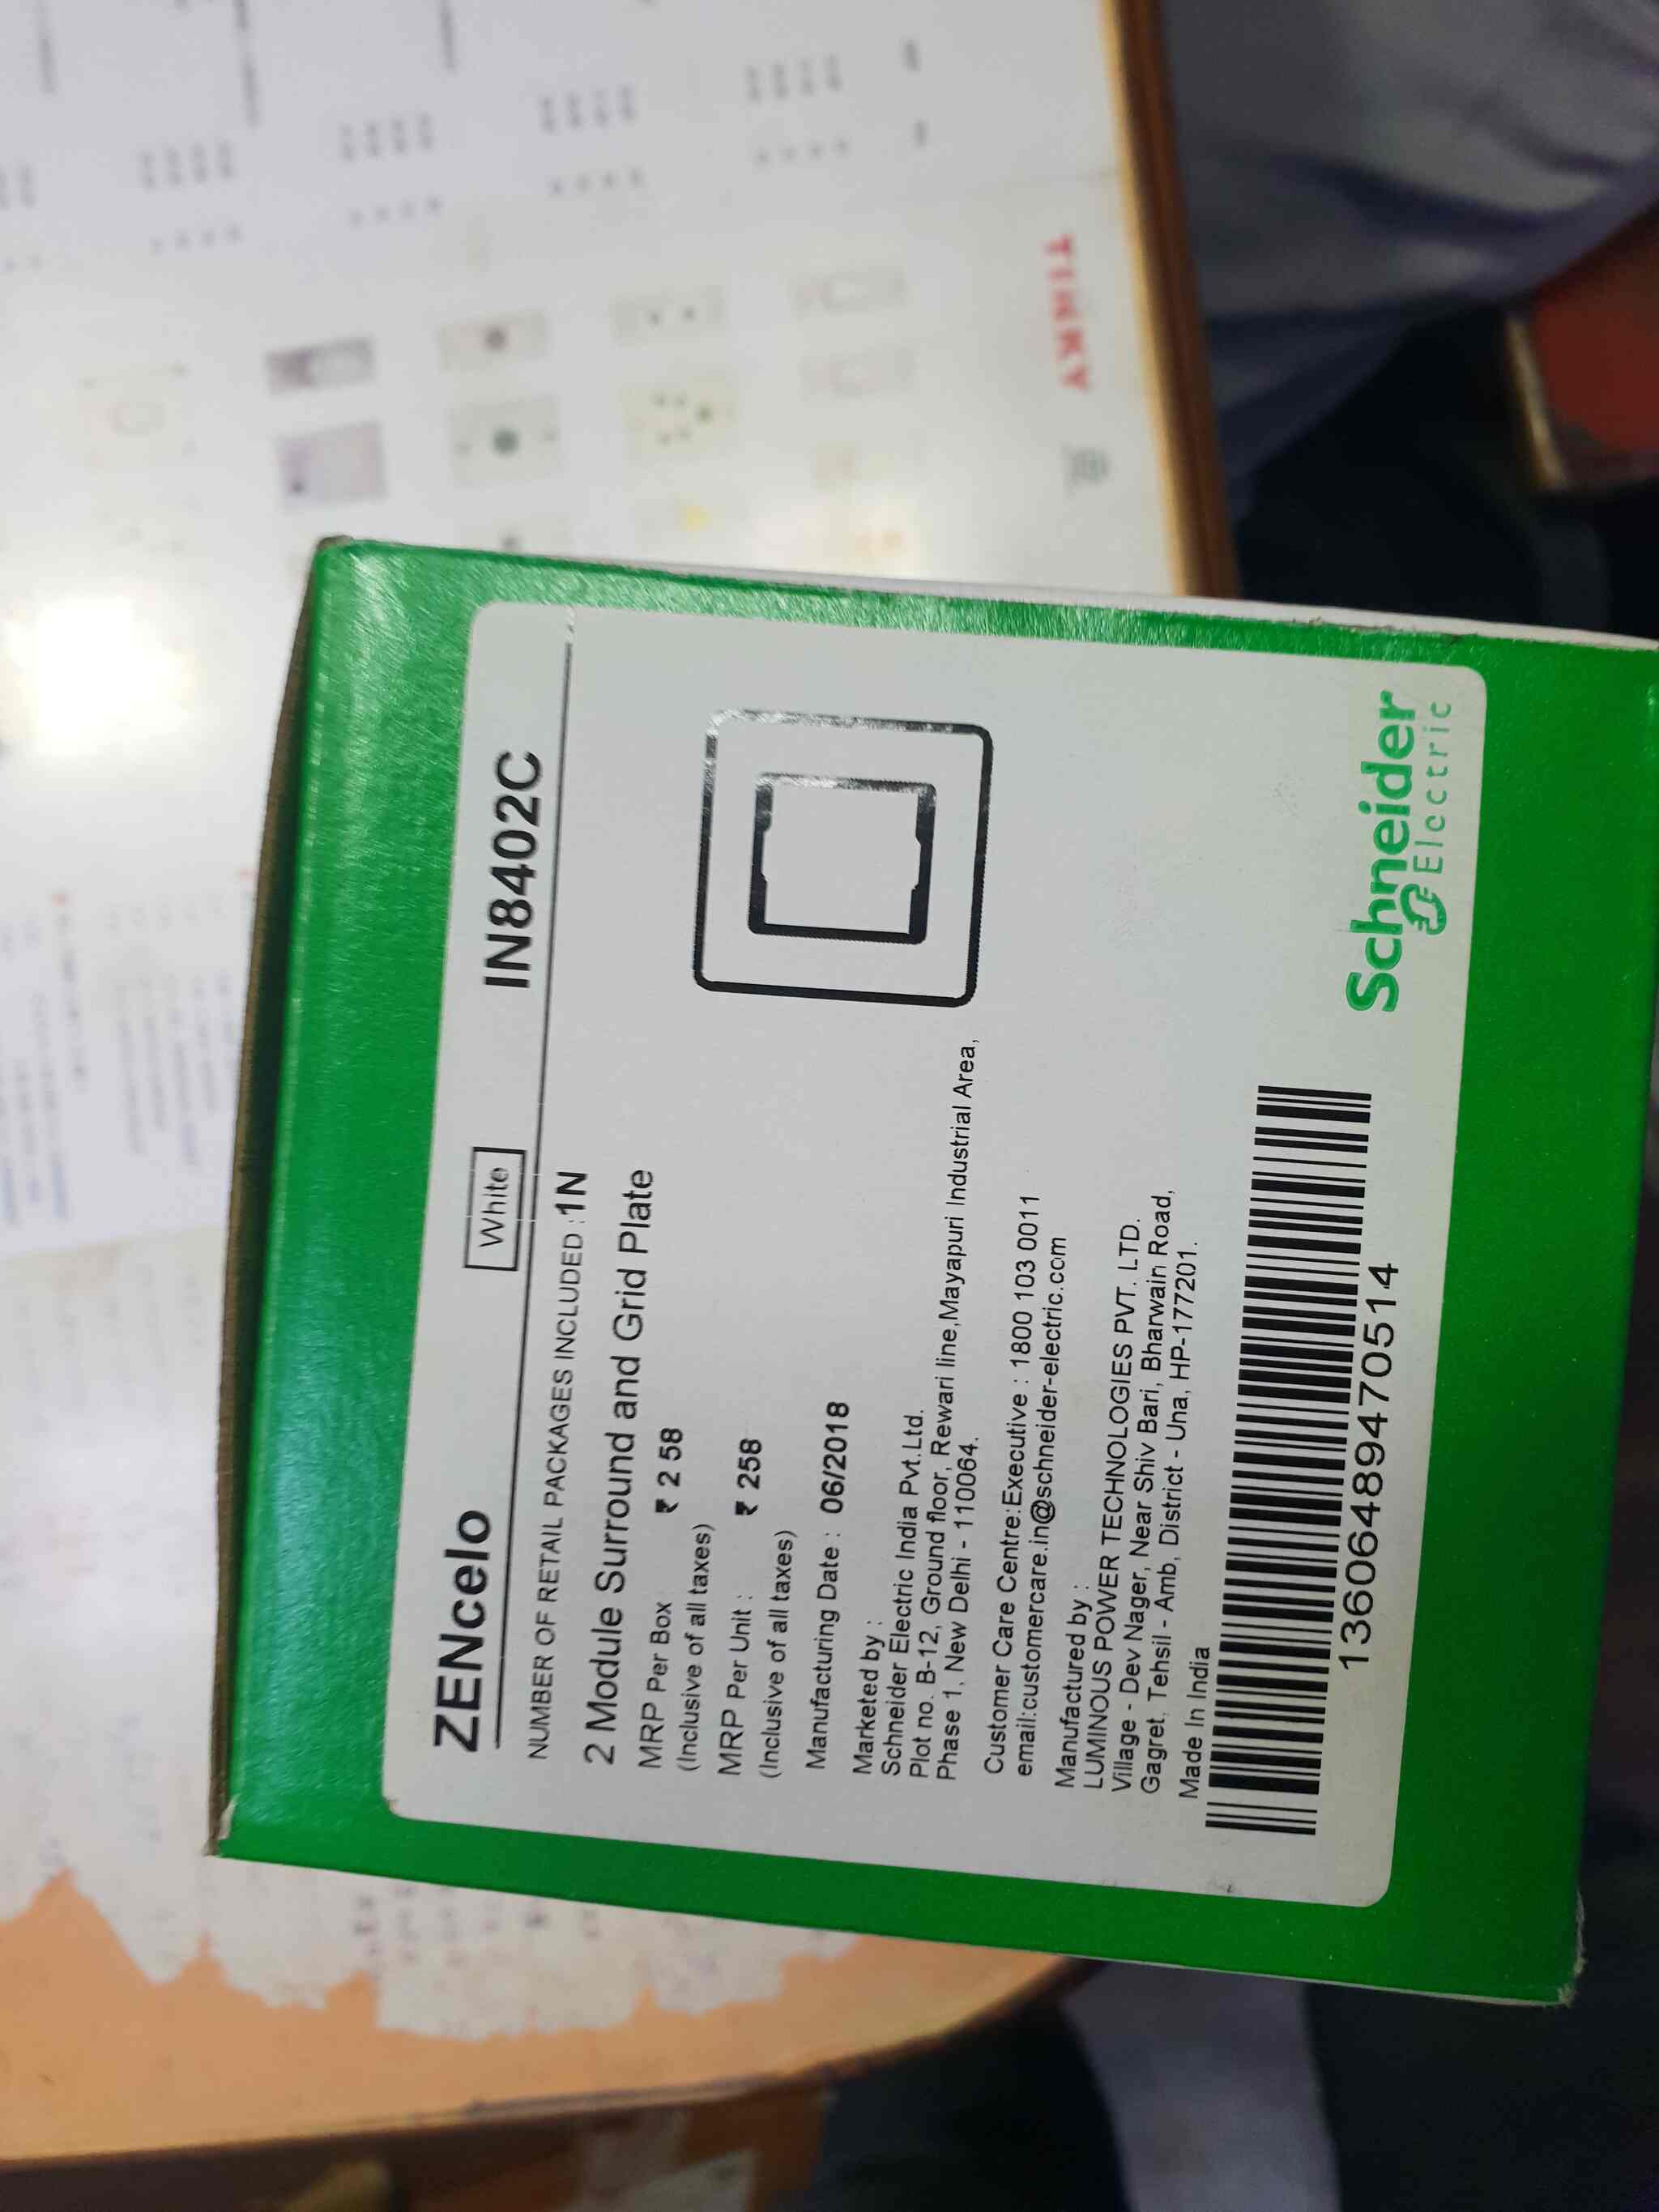 ZENcelo
White
IN8402C
NUMBER OF RETAIL PACKAGES INCLUDED :1N
2 Module Surround and Grid Plate
MRP Per Box ₹ 2 58
(Inclusive of all taxes)
MRP Per Unit : ₹ 258
(Inclusive of all taxes)
Manufacturing Date : 06/2018
Marketed by :
Schneider Electric India Pvt.Ltd.
Plot no. B-12, Ground floor, Rewari line,Mayapuri Industrial Area,
Phase 1, New Delhi - 110064.
Customer Care Centre:Executive : 1800 103 0011
email:customercare.in@schneider-electric.com
Manufactured by :
LUMINOUS POWER TECHNOLOGIES PVT. LTD.
Village - Dev Nager, Near Shiv Bari, Bharwain Road,
Gagret, Tehsil - Amb, District - Una, HP-177201.
Made In India
13606489470514
Schneider
Electric
TINKY